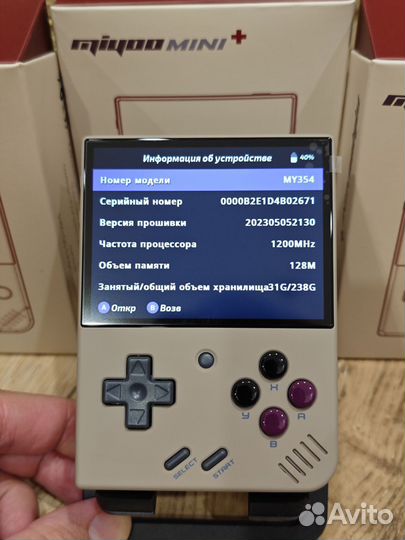 miyoo MINI+
Информация об устройстве 40%
Номер модели MY354
Серийный номер 0000B2E1D4B02671
Версия прошивки 202305052130
Частота процессора 1200MHz
Объем памяти 128M
Занятый/общий объем хранилища31G/238G
A Откр B Возв
X
Y A
B
SELECT START
Avito